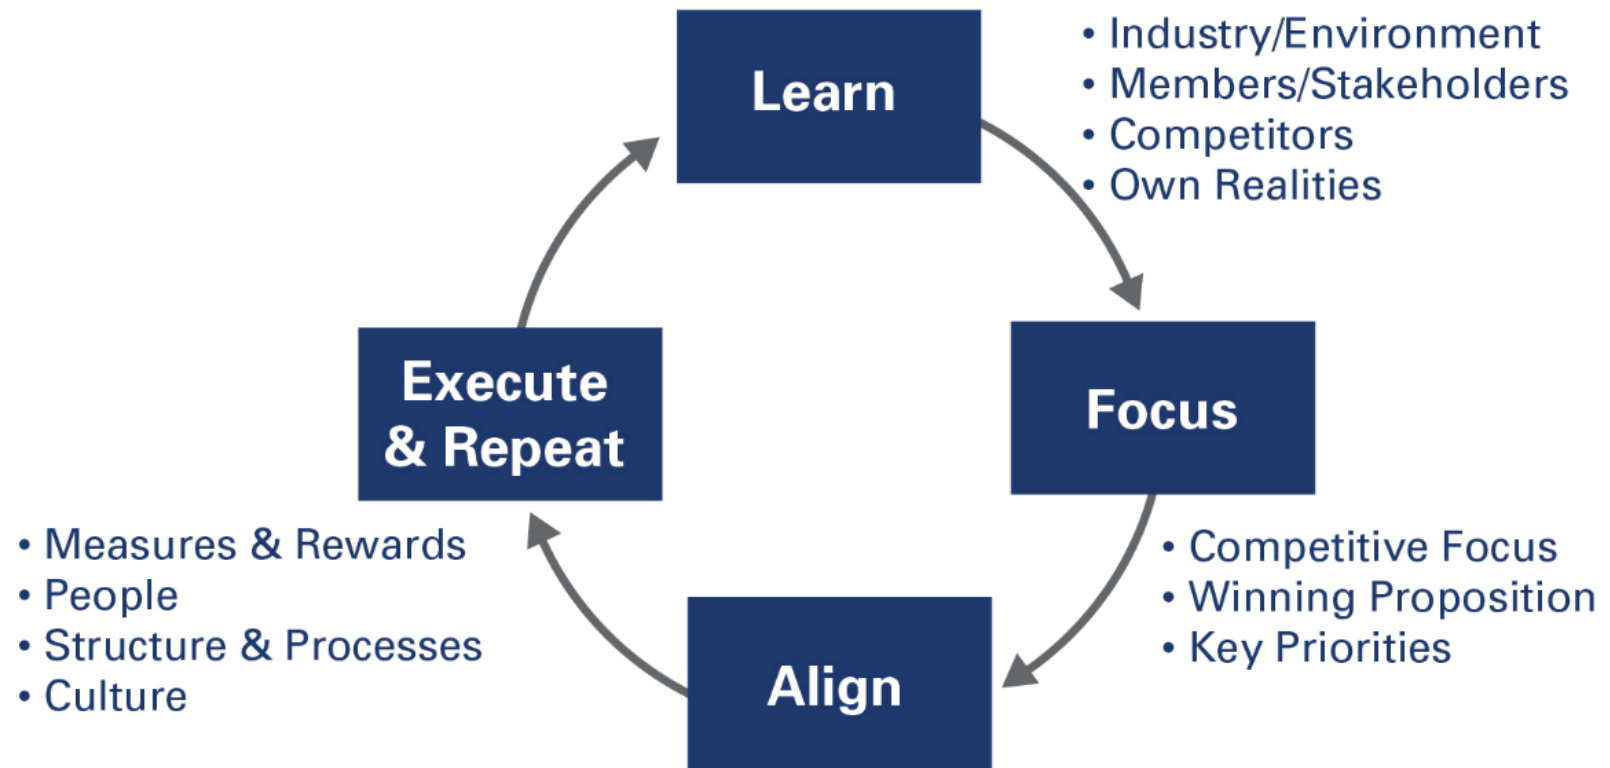 Learn
• Industry/Environment
• Members/Stakeholders
• Competitors
• Own Realities
Focus
• Competitive Focus
• Winning Proposition
• Key Priorities
Align
• Measures & Rewards
• People
• Structure & Processes
• Culture
Execute
& Repeat